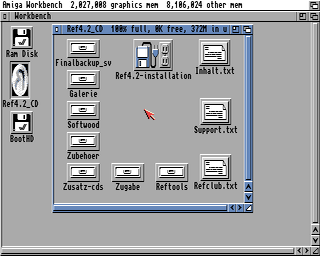 Amiga Workbench 2,027,008 graphics mem 8,106,024 other mem
Workbench
Ref4.2_CD 100% full, 0K free, 372M in u
Ram Disk
Ref4.2_CD
BootHD
Finalbackup_sv
Ref4.2-installation
Inhalt.txt
Galerie
Softwood
Support.txt
Zubehoer
Zusatz-cds
Zugabe
Reftools
Refclub.txt